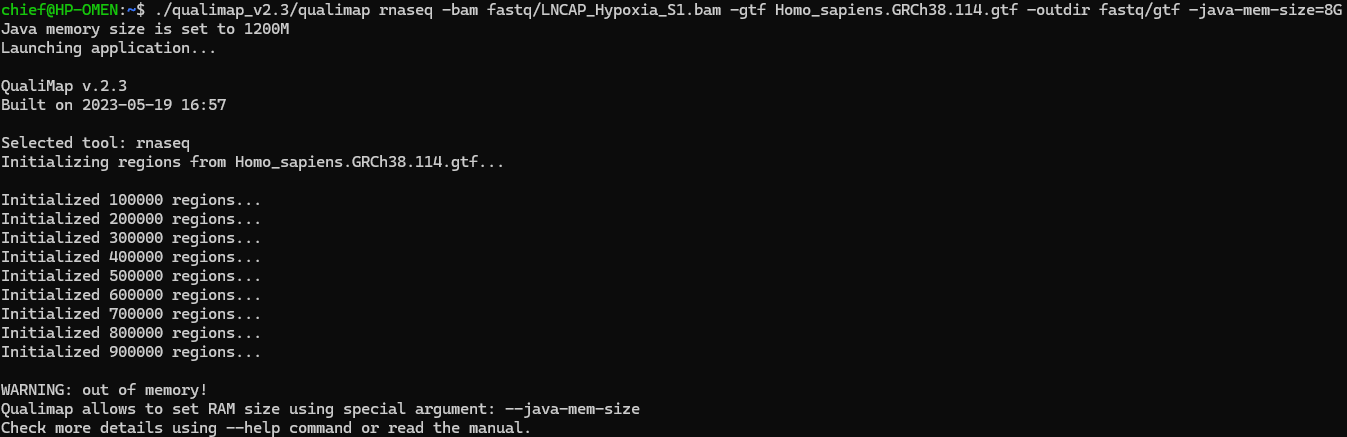 chief@HP-OMEN:~$ ./qualimap_v2.3/qualimap rnaseq -bam fastq/LNCAP_Hypoxia_S1.bam -gtf Homo_sapiens.GRCh38.114.gtf -outdir fastq/gtf -java-mem-size=8G
Java memory size is set to 1200M
Launching application...
QualiMap v.2.3
Built on 2023-05-19 16:57
Selected tool: rnaseq
Initializing regions from Homo_sapiens.GRCh38.114.gtf...
Initialized 100000 regions...
Initialized 200000 regions...
Initialized 300000 regions...
Initialized 400000 regions...
Initialized 500000 regions...
Initialized 600000 regions...
Initialized 700000 regions...
Initialized 800000 regions...
Initialized 900000 regions...
WARNING: out of memory!
Qualimap allows to set RAM size using special argument: --java-mem-size
Check more details using --help command or read the manual.